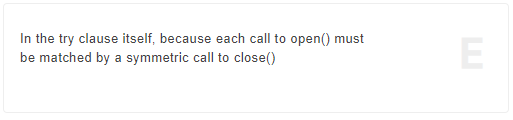 In the try clause itself, because each call to open() must
be matched by a symmetric call to close()
E